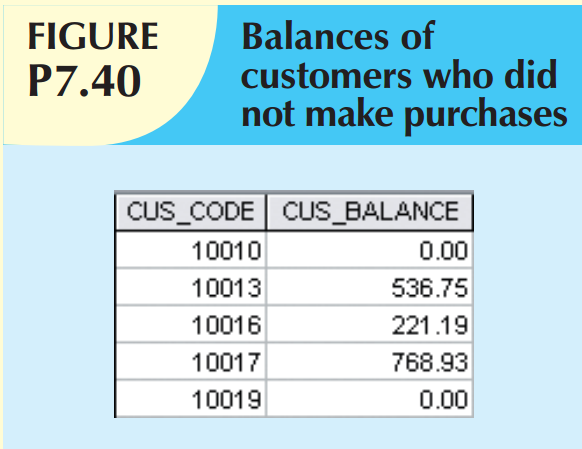 FIGURE
P7.40
Balances of
customers who did
not make purchases
CUS_CODE CUS_BALANCE
10010 0.00
10013 536.75
10016 221.19
10017 768.93
10019 0.00